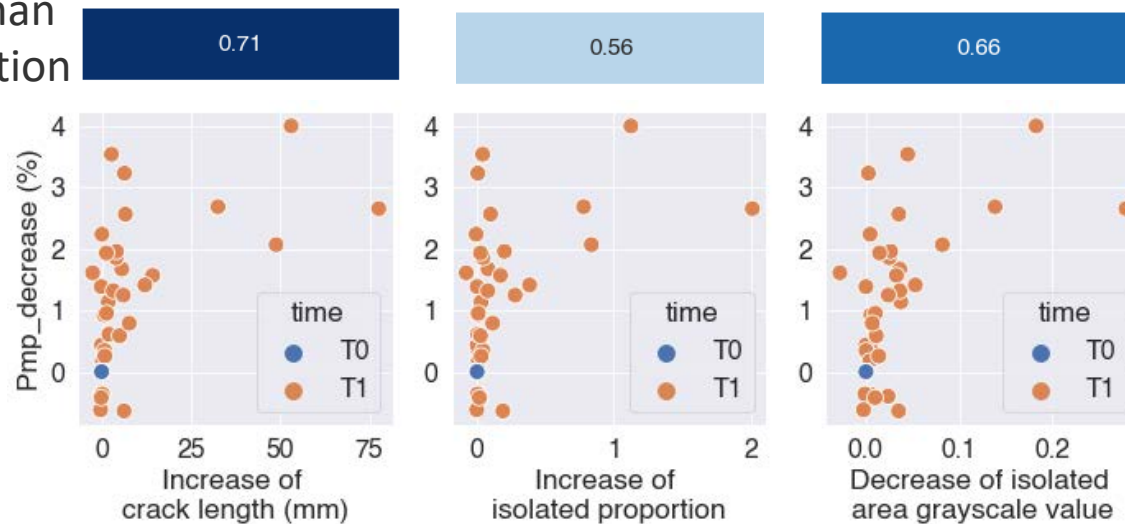 0.71 0.56 0.66
4 4 4
3 3 3
2 2 2
1 1 1
0 0 0
Pmp_decrease (%)
time time time
T0 T0 T0
T1 T1 T1
0 25 50 75 0 1 2 0.0 0.1 0.2
Increase of Increase of Decrease of isolated
crack length (mm) isolated proportion area grayscale value